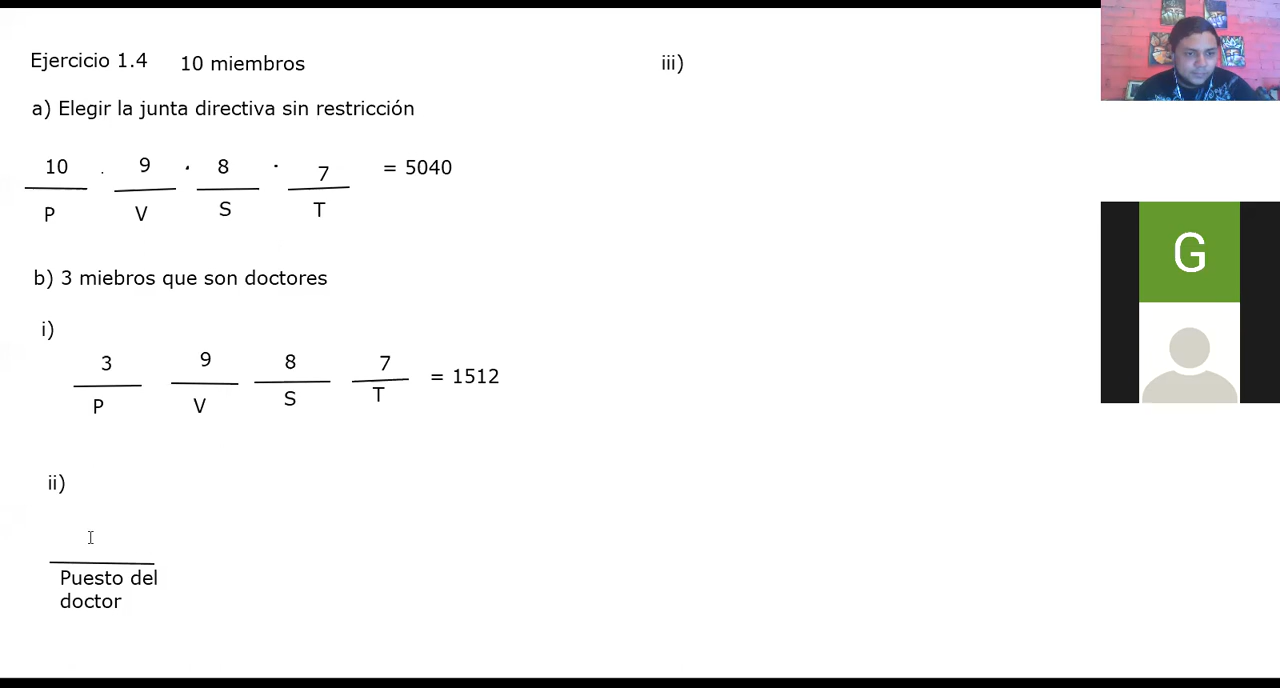 Ejercicio 1.4 10 miembros
a) Elegir la junta directiva sin restricción
10 . 9 · 8 · 7 = 5040
P V S T
b) 3 miebros que son doctores
i)
3 9 8 7 = 1512
P V S T
ii)
Puesto del
doctor
iii)
G